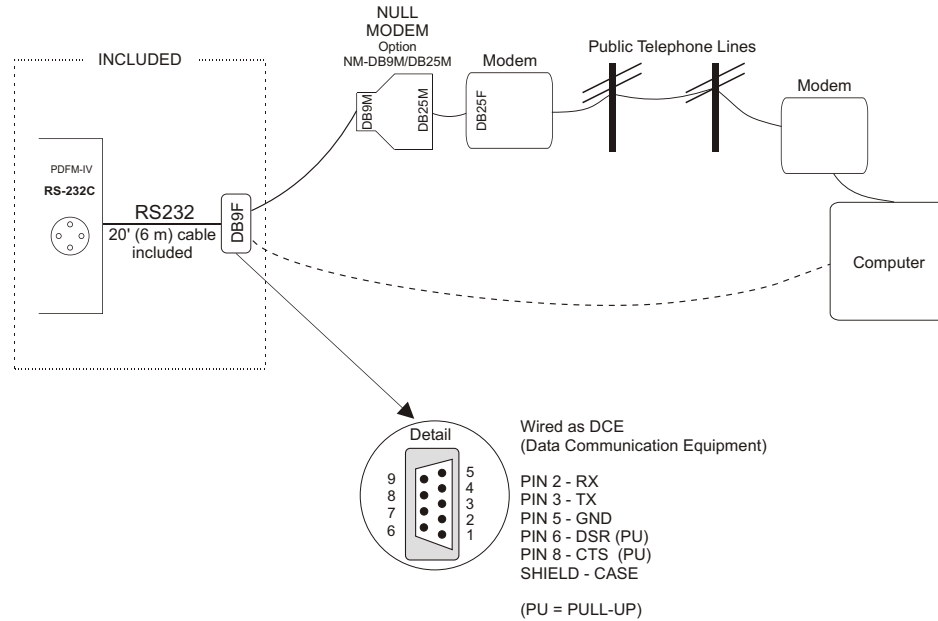 INCLUDED
PDFM-IV
RS-232C
RS232
20' (6 m) cable
included
DB9F
NULL
MODEM
Option
NM-DB9M/DB25M
DB9M
DB25M
Modem
DB25F
Public Telephone Lines
Modem
Computer
Detail
9
8
7
6
5
4
3
2
1
Wired as DCE
(Data Communication Equipment)
PIN 2 - RX
PIN 3 - TX
PIN 5 - GND
PIN 6 - DSR (PU)
PIN 8 - CTS (PU)
SHIELD - CASE
(PU = PULL-UP)